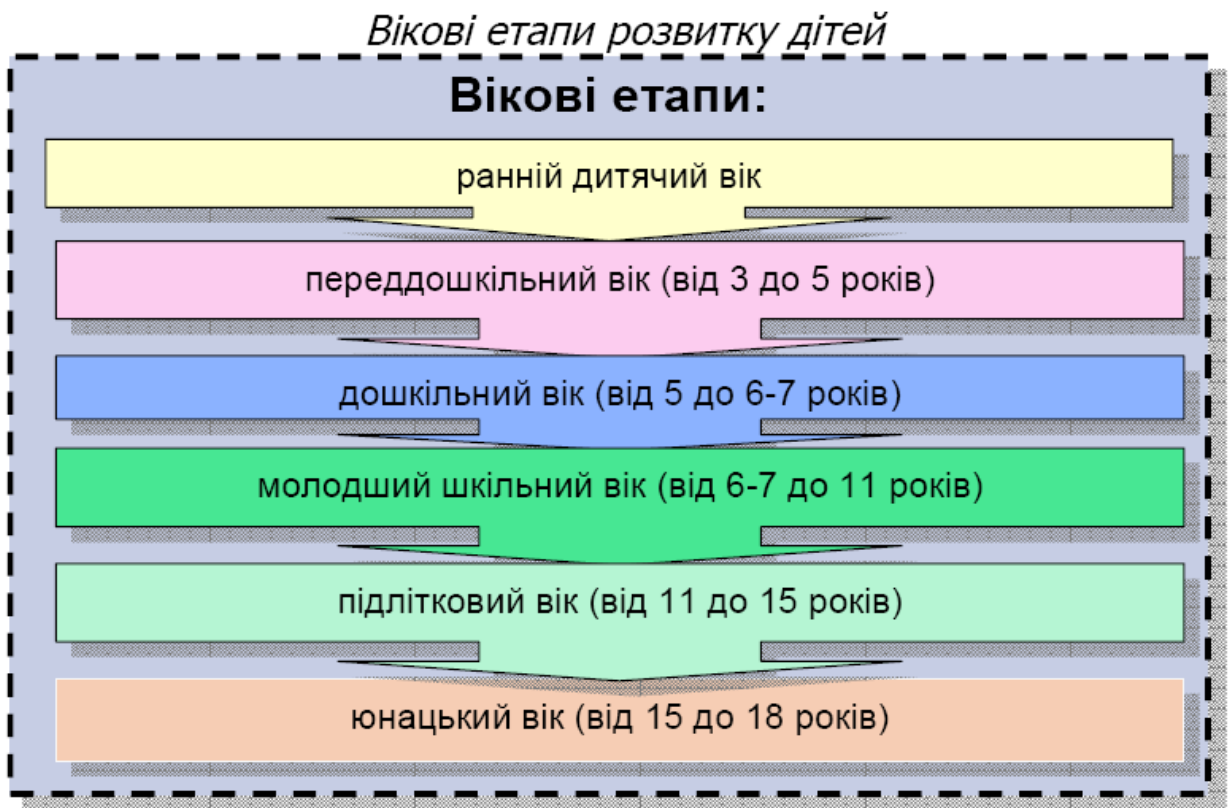 Вікові етапи розвитку дітей
Вікові етапи:
ранній дитячий вік
переддошкільний вік (від 3 до 5 років)
дошкільний вік (від 5 до 6-7 років)
молодший шкільний вік (від 6-7 до 11 років)
підлітковий вік (від 11 до 15 років)
юнацький вік (від 15 до 18 років)